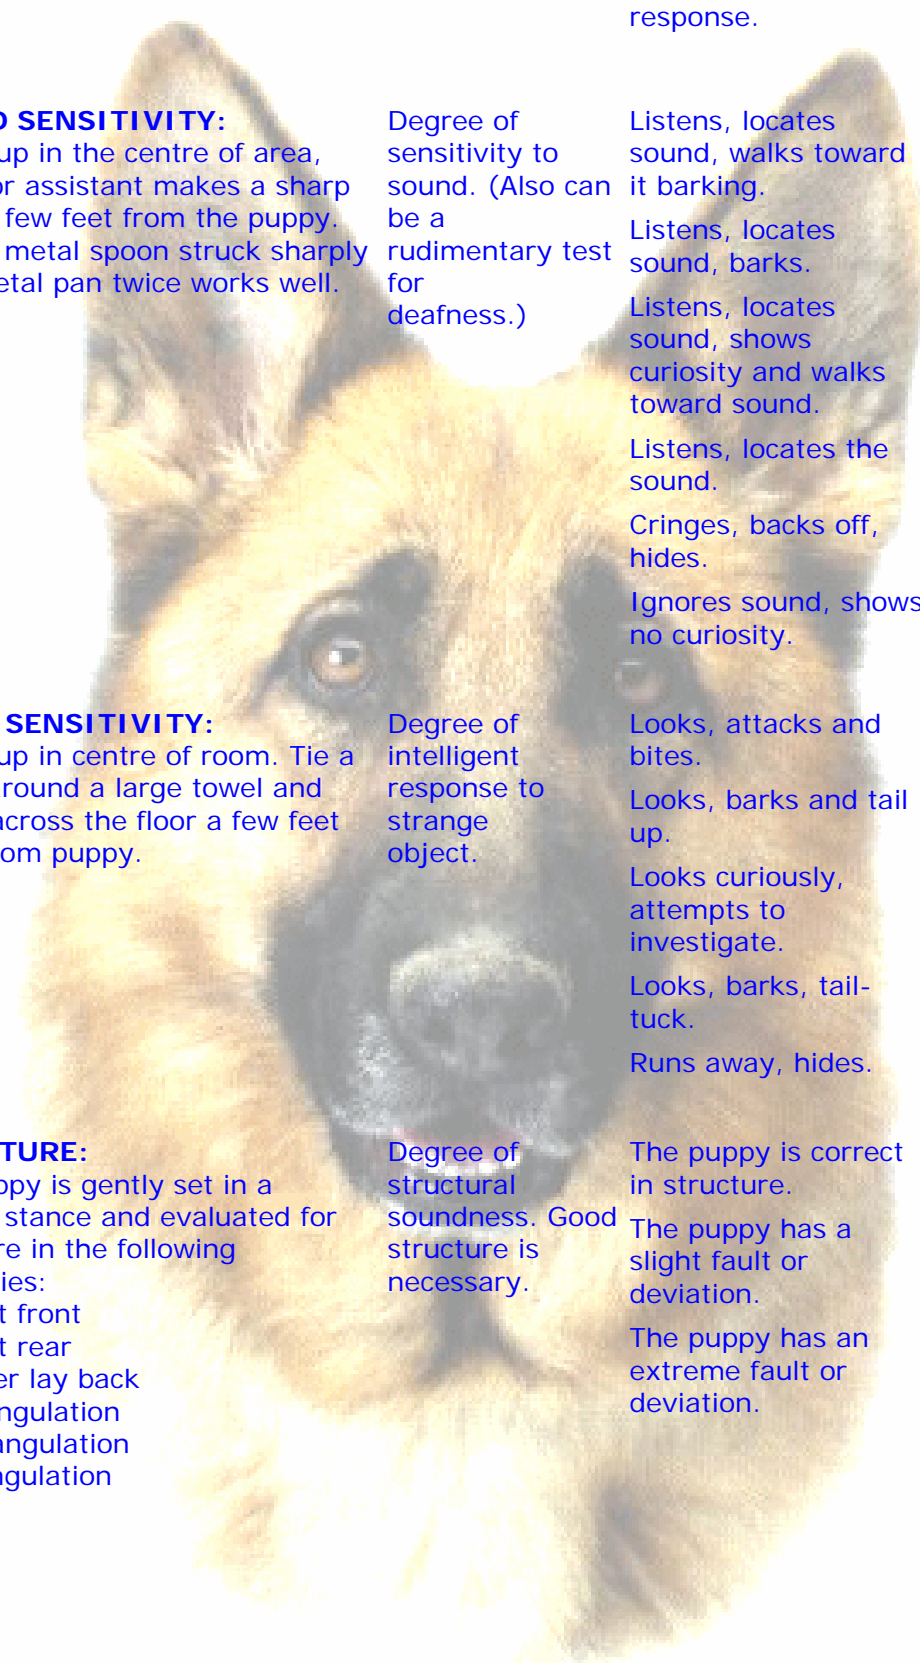 response.
D SENSITIVITY:
up in the centre of area,
or assistant makes a sharp
few feet from the puppy.
metal spoon struck sharply
etal pan twice works well.
Degree of
sensitivity to
sound. (Also can
be a
rudimentary test
for
deafness.)
Listens, locates
sound, walks toward
it barking.
Listens, locates
sound, barks.
Listens, locates
sound, shows
curiosity and walks
toward sound.
Listens, locates the
sound.
Cringes, backs off,
hides.
Ignores sound, shows
no curiosity.
SENSITIVITY:
up in centre of room. Tie a
round a large towel and
across the floor a few feet
om puppy.
Degree of
intelligent
response to
strange
object.
Looks, attacks and
bites.
Looks, barks and tail
up.
Looks curiously,
attempts to
investigate.
Looks, barks, tail-
tuck.
Runs away, hides.
TURE:
ppy is gently set in a
stance and evaluated for
re in the following
ies:
t front
t rear
er lay back
ngulation
angulation
ngulation
Degree of
structural
soundness. Good
structure is
necessary.
The puppy is correct
in structure.
The puppy has a
slight fault or
deviation.
The puppy has an
extreme fault or
deviation.